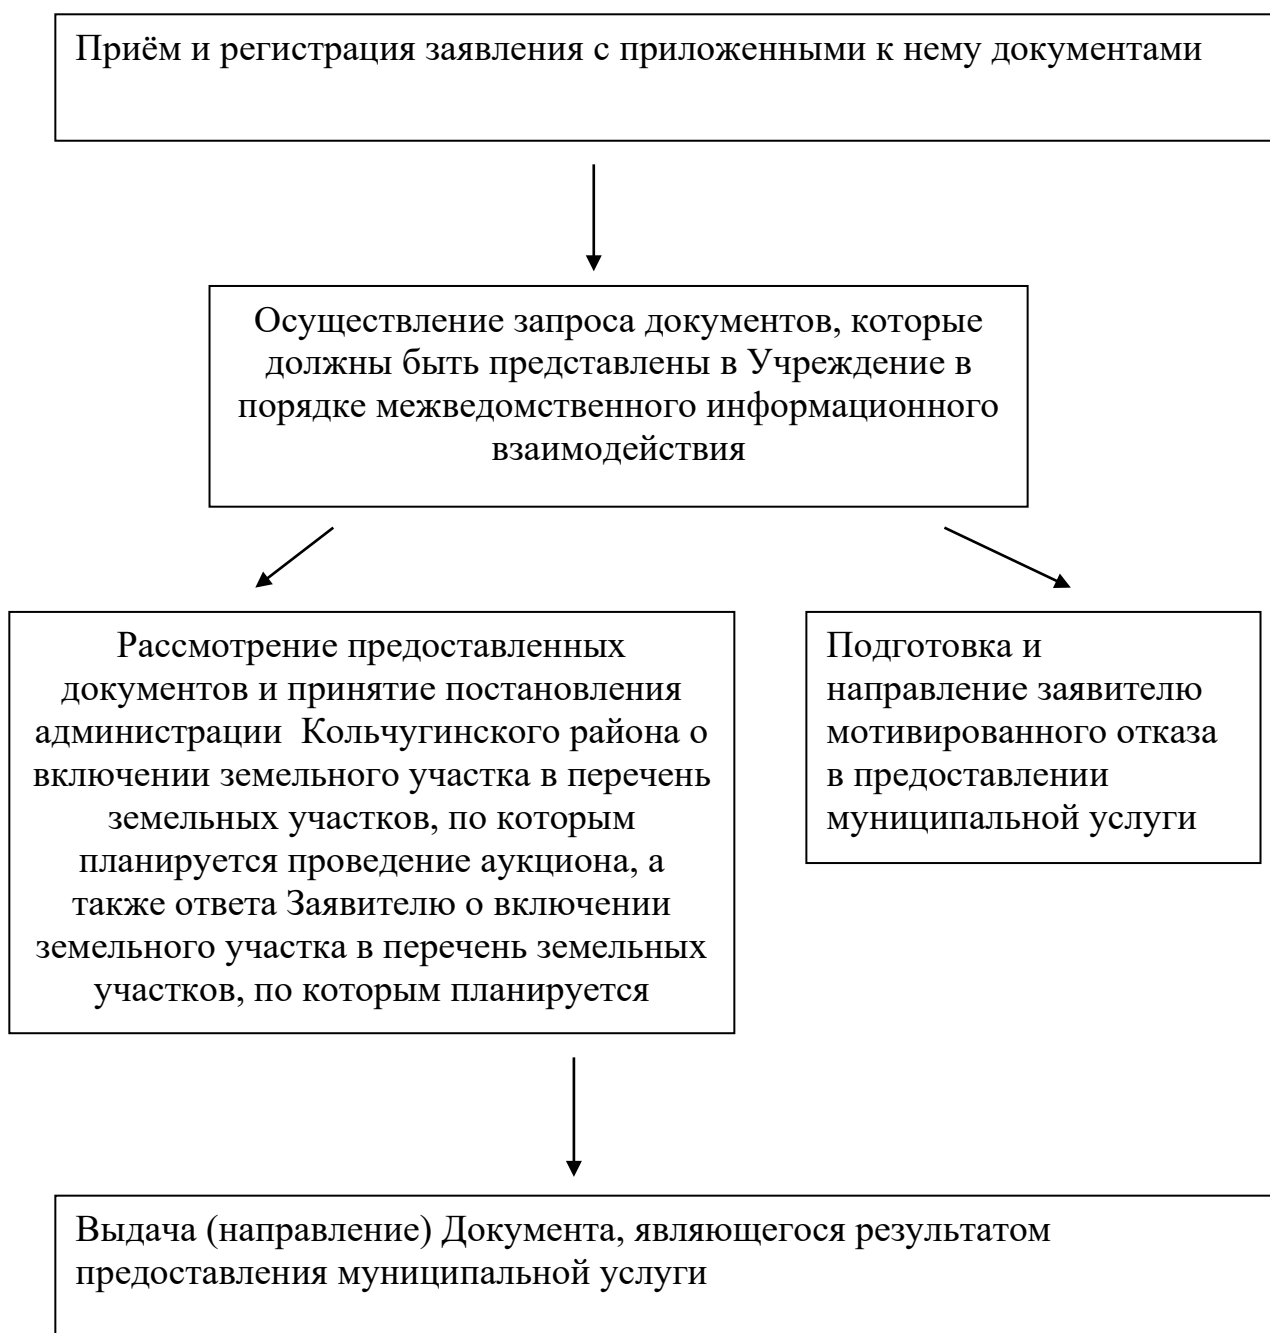 Приём и регистрация заявления с приложенными к нему документами
Осуществление запроса документов, которые
должны быть представлены в Учреждение в
порядке межведомственного информационного
взаимодействия
Рассмотрение предоставленных
документов и принятие постановления
администрации  Кольчугинского района о
включении земельного участка в перечень
земельных участков, по которым
планируется проведение аукциона, а
также ответа Заявителю о включении
земельного участка в перечень земельных
участков, по которым планируется
Подготовка и
направление заявителю
мотивированного отказа
в предоставлении
муниципальной услуги
Выдача (направление) Документа, являющегося результатом
предоставления муниципальной услуги